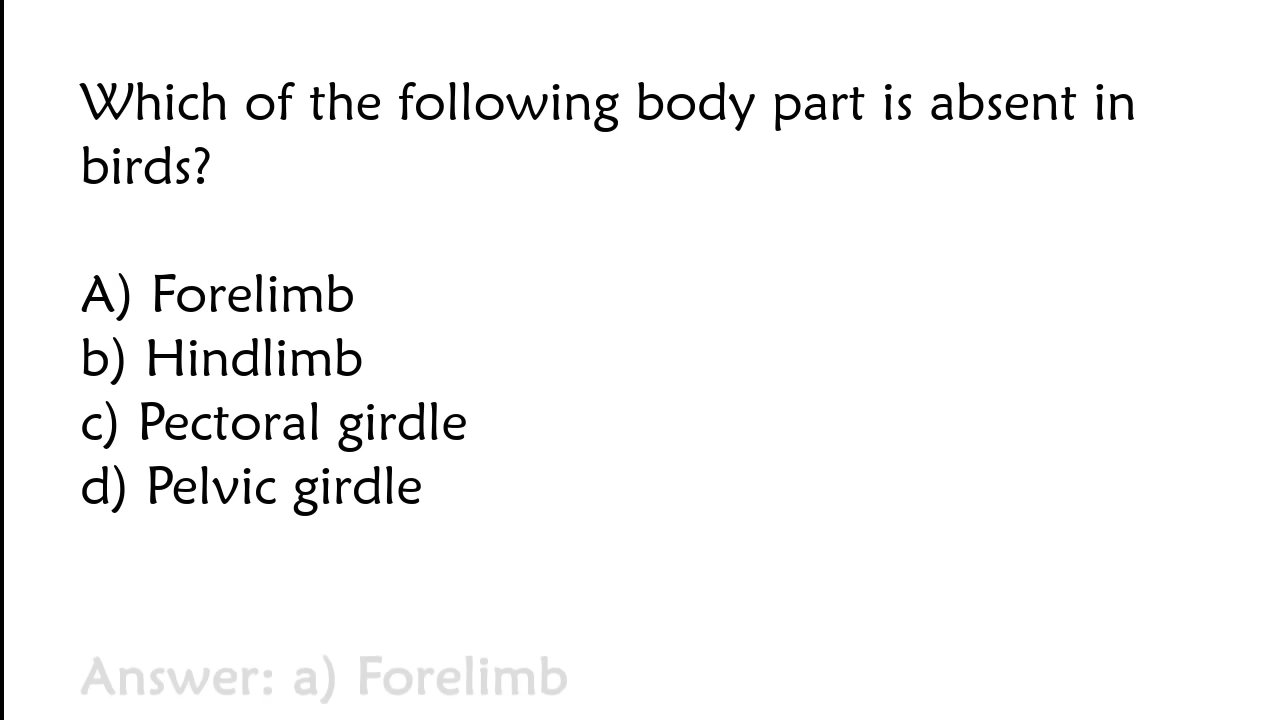 Which of the following body part is absent in
birds?
A) Forelimb
b) Hindlimb
c) Pectoral girdle
d) Pelvic girdle
Answer: a) Forelimb